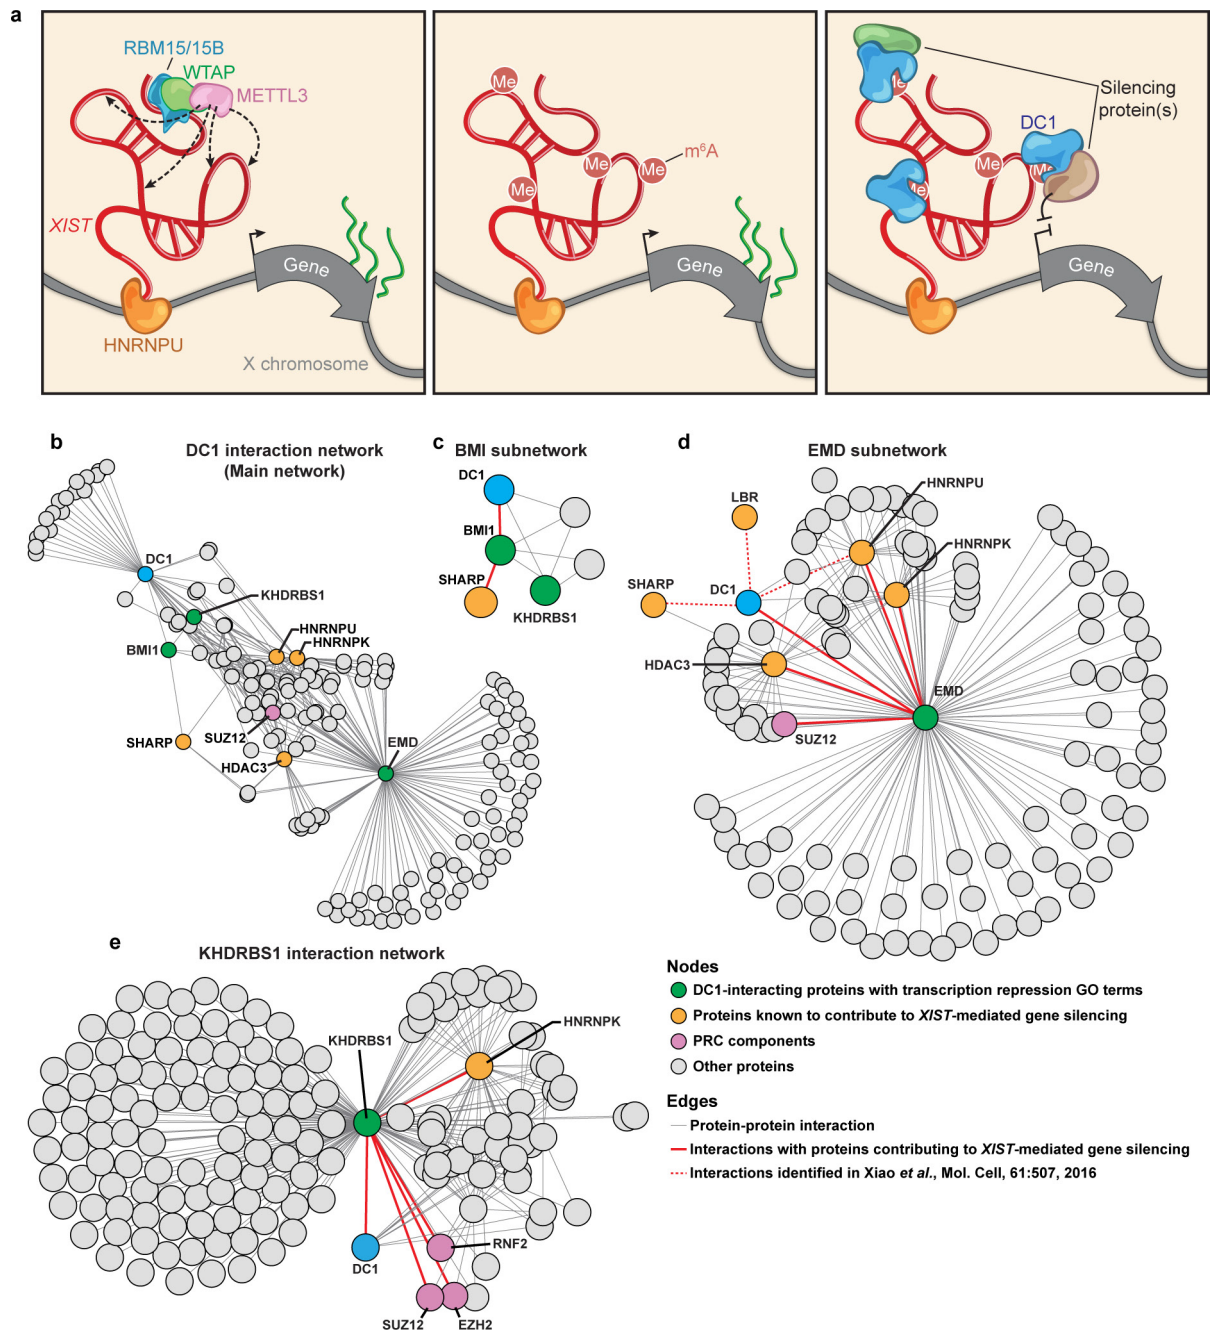 a
RBM15/15B
WTAP
METTL3
XIST
Gene
HNRNPU
X chromosome
Me
Me
Me
Me
m⁶A
Gene
Me
Silencing
protein(s)
DC1
Me
Me
Me
Gene
b
DC1 interaction network
(Main network)
DC1
KHDRBS1
BMI1
HNRNPU
HNRNPK
SUZ12
SHARP
HDAC3
EMD
c
BMI subnetwork
DC1
BMI1
SHARP
KHDRBS1
d
EMD subnetwork
HNRNPU
LBR
HNRNPK
SHARP
DC1
HDAC3
EMD
SUZ12
e
KHDRBS1 interaction network
HNRNPK
KHDRBS1
RNF2
DC1
SUZ12
EZH2
Nodes
DC1-interacting proteins with transcription repression GO terms
Proteins known to contribute to XIST-mediated gene silencing
PRC components
Other proteins
Edges
Protein-protein interaction
Interactions with proteins contributing to XIST-mediated gene silencing
Interactions identified in Xiao et al., Mol. Cell, 61:507, 2016